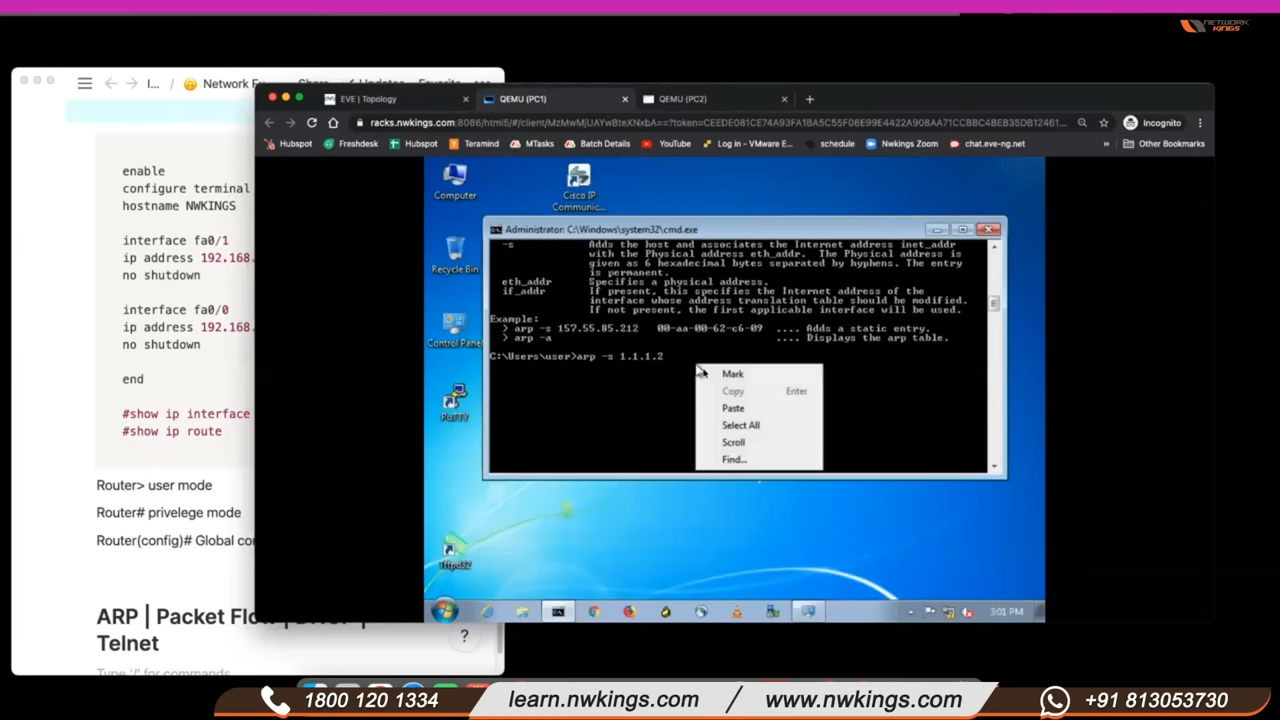 NETWORK
KINGS
I... / Network
enable
configure terminal
hostname NWKINGS
interface fa0/1
ip address 192.168.
no shutdown
interface fa0/0
ip address 192.168.
no shutdown
end
#show ip interface
#show ip route
Router> user mode
Router# privelege mode
Router(config)# Global
ARP | Packet
Telnet
Type '/' for commands
?
EVE | Topology
QEMU (PC1)
QEMU (PC2)
racks.nwkings.com:8086/html5/#/client/
Incognito
Hubspot
Freshdesk
Hubspot
Teramind
MTasks
Batch Details
YouTube
Log in - VMware E...
schedule
Nwkings Zoom
chat.eve-ng.net
»
Other Bookmarks
Computer
Cisco IP
Communic...
Recycle Bin
Control Panel
PuTTY
Tftpd32
Administrator: C:\Windows\system32\cmd.exe
-s Adds the host and associates the Internet address inet_addr
with the Physical address eth_addr. The Physical address is
given as 6 hexadecimal bytes separated by hyphens. The entry
is permanent.
eth_addr Specifies a physical address.
if_addr If present, this specifies the Internet address of the
interface whose address translation table should be modified.
If not present, the first applicable interface will be used.
Example:
> arp -s 157.55.85.212 00-aa-00-62-c6-09 .... Adds a static entry.
> arp -a .... Displays the arp table.
C:\Users\user>arp -s 1.1.1.2
Mark
Copy Enter
Paste
Select All
Scroll
Find...
3:01 PM
1800 120 1334
learn.nwkings.com / www.nwkings.com
+91 813053730